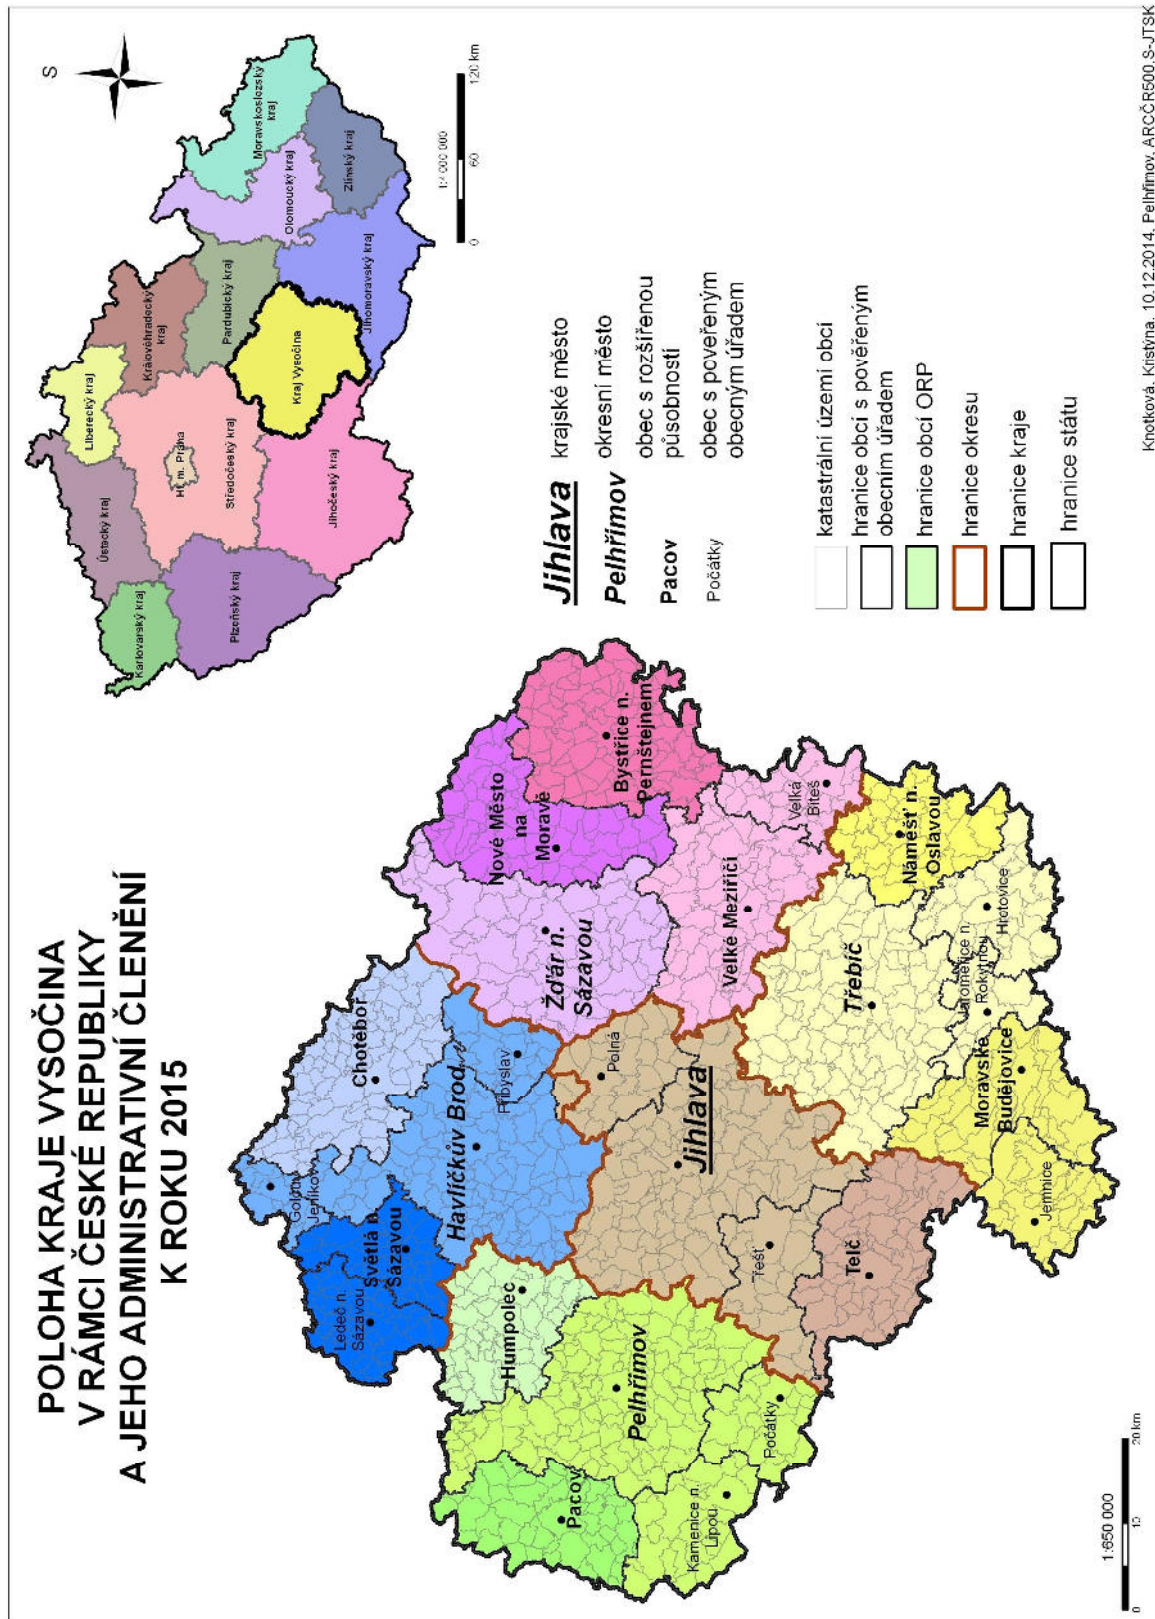 POLOHA KRAJE VYSOČINA
V RÁMCI ČESKÉ REPUBLIKY
A JEHO ADMINISTRATIVNÍ ČLENĚNÍ
K ROKU 2015
S
Karlovarský kraj
Ústecký kraj
Liberecký kraj
Královéhradecký
kraj
Plzeňský kraj
Hl. m. Praha
Středočeský kraj
Pardubický kraj
Olomoucký kraj
Moravskoslezský
kraj
Zlínský kraj
Jihočeský kraj
Kraj Vysočina
Jihomoravský kraj
1:4 000 000
0 60 120 km
Golčův
Jeníkov
Chotěboř
Ledeč n.
Sázavou
Světlá n.
Sázavou
Havlíčkův Brod
Přibyslav
Žďár n.
Sázavou
Nové Město
na
Moravě
Bystřice n.
Pernštejnem
Pacov
Humpolec
Pelhřimov
Polná
Jihlava
Velké Meziříčí
Velká
Bíteš
Kamenice n.
Lipou
Počátky
Třešť
Telč
Třebíč
Náměšť n.
Oslavou
Jaroměřice n.
Rokytnou
Hrotovice
Moravské
Budějovice
Jemnice
Jihlava krajské město
Pelhřimov okresní město
Pacov obec s rozšířenou
působností
Počátky obec s poveřeným
obecným úřadem
katastrální území obcí
hranice obcí s pověřeným
obecním úřadem
hranice obcí ORP
hranice okresu
hranice kraje
hranice státu
1:650 000
0 10 20 km
Knotková, Kristýna. 10.12.2014. Pelhřimov. ARCČR500.S-JTSK